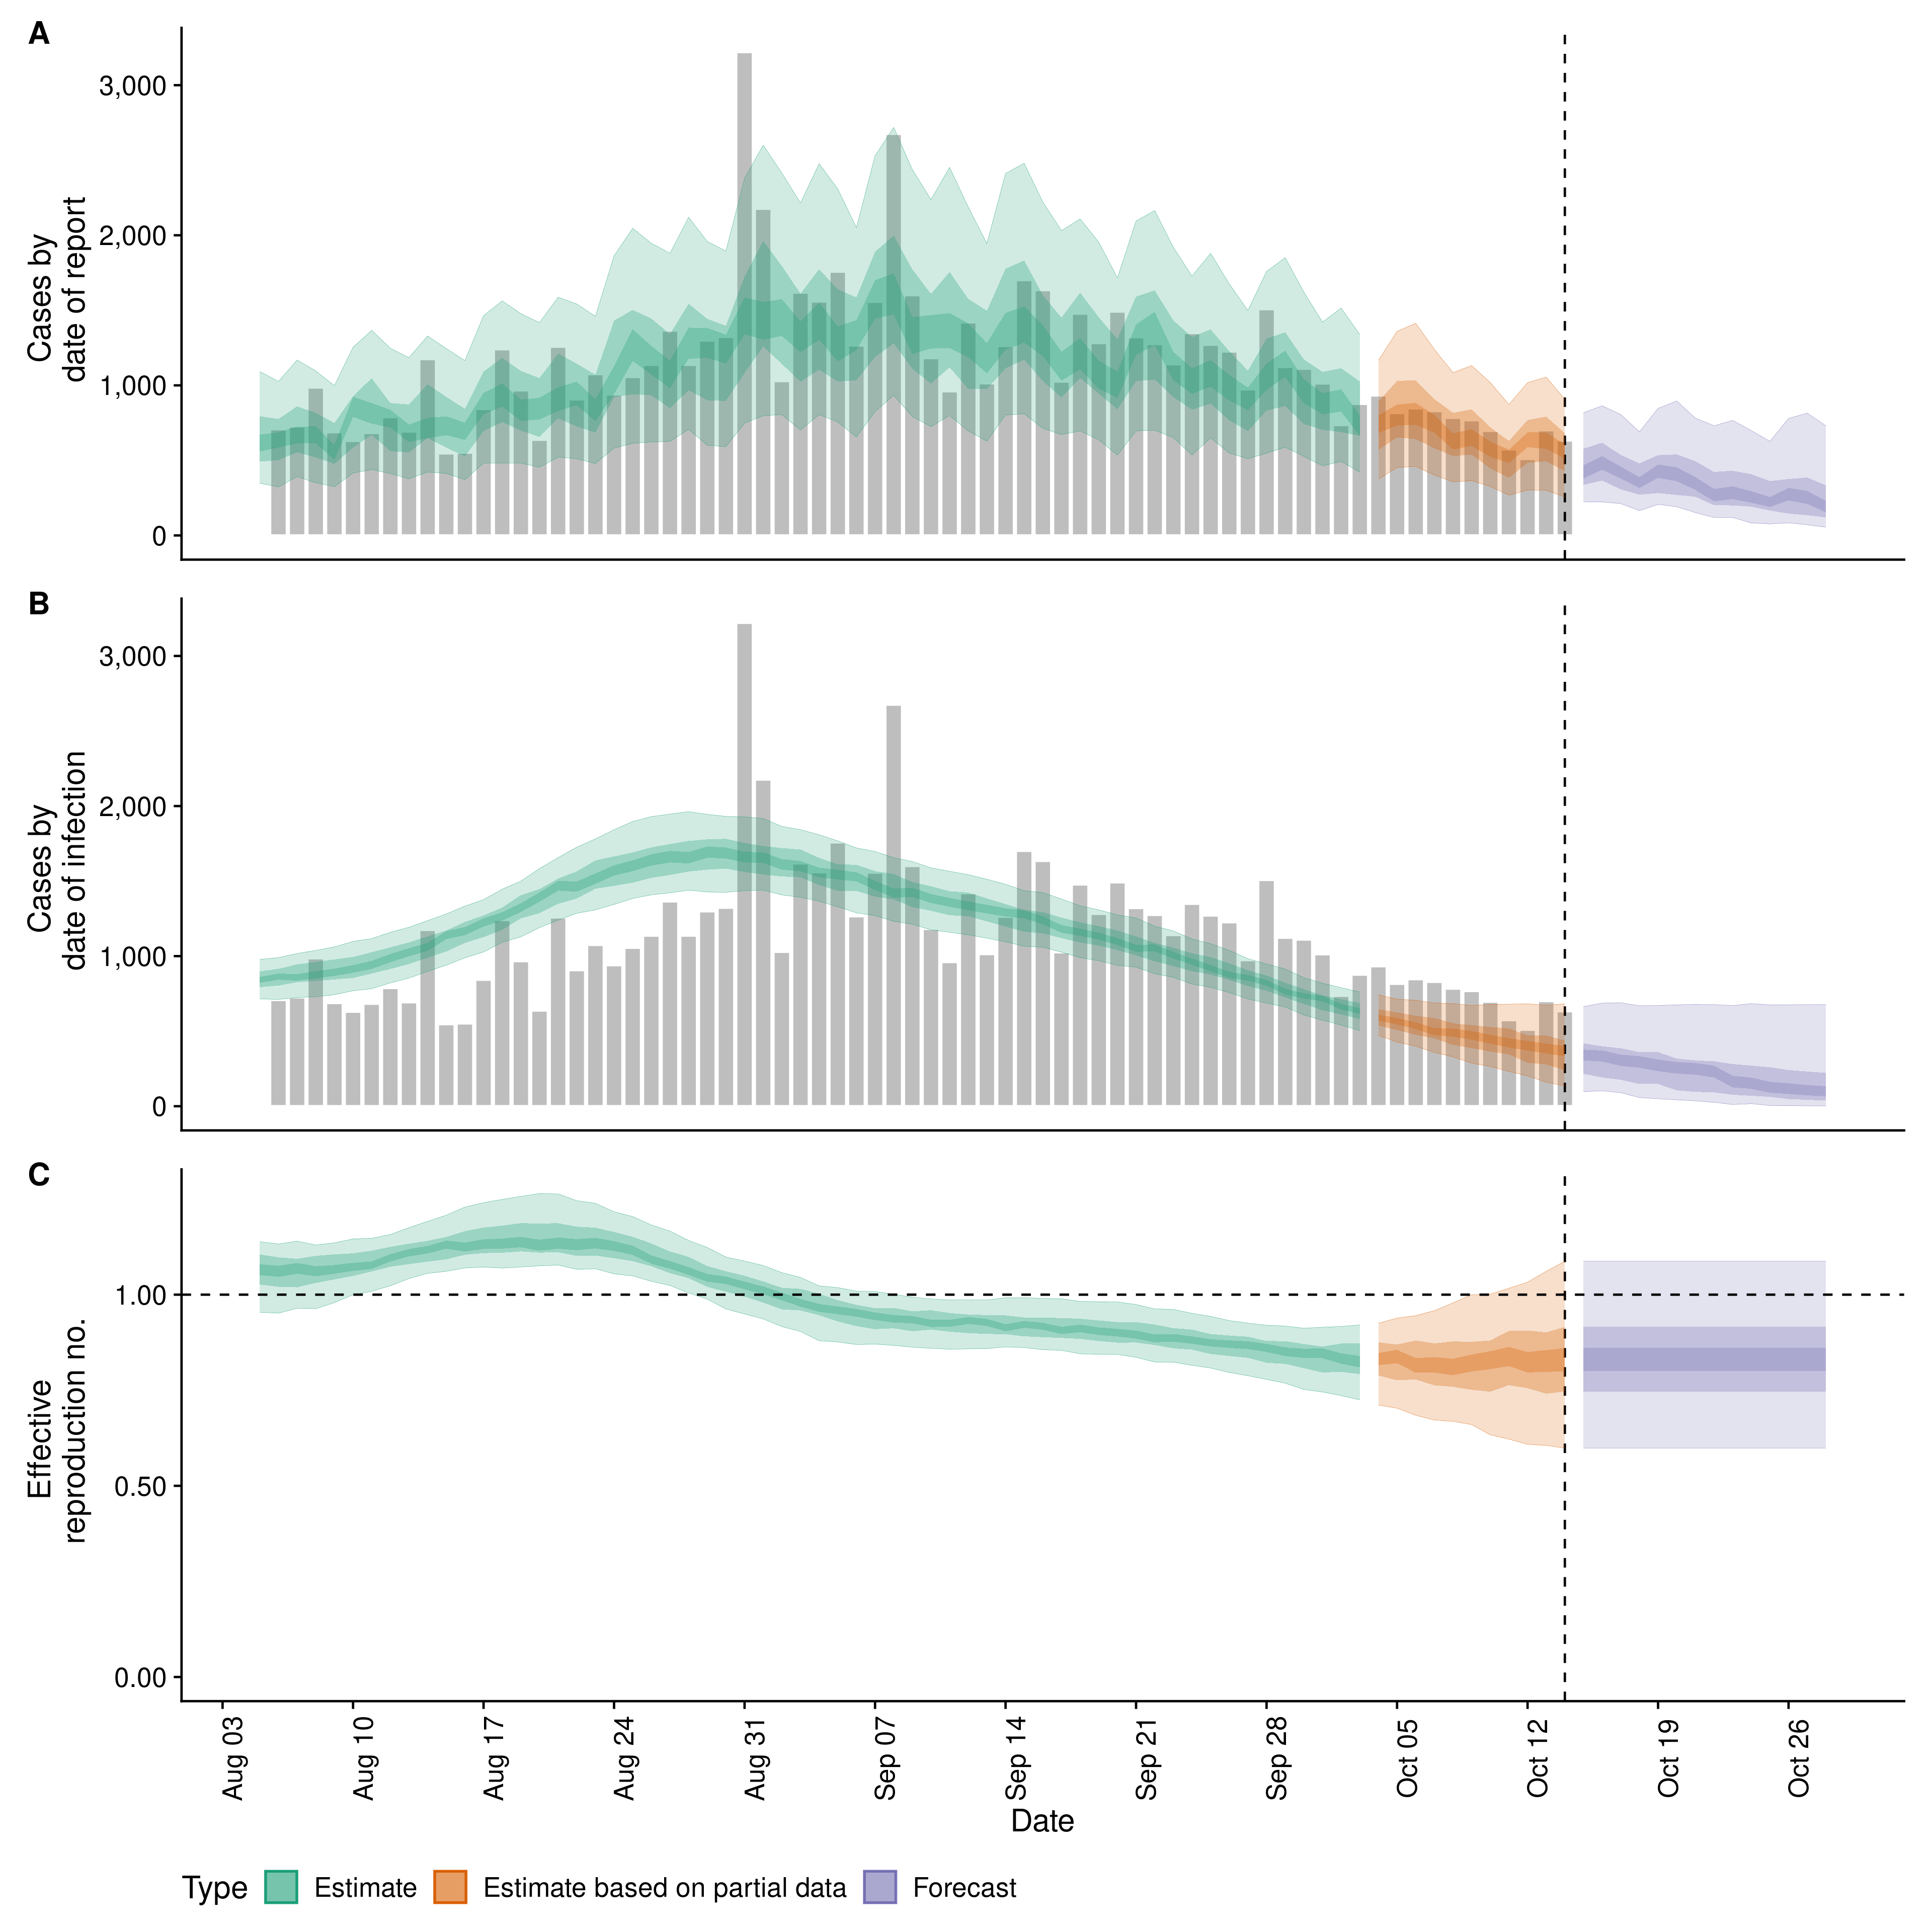 A
Cases by
date of report
3,000
2,000
1,000
0
B
Cases by
date of infection
3,000
2,000
1,000
0
C
Effective
reproduction no.
1.00
0.50
0.00
Aug 03
Aug 10
Aug 17
Aug 24
Aug 31
Sep 07
Sep 14
Sep 21
Sep 28
Oct 05
Oct 12
Oct 19
Oct 26
Date
Type Estimate Estimate based on partial data Forecast